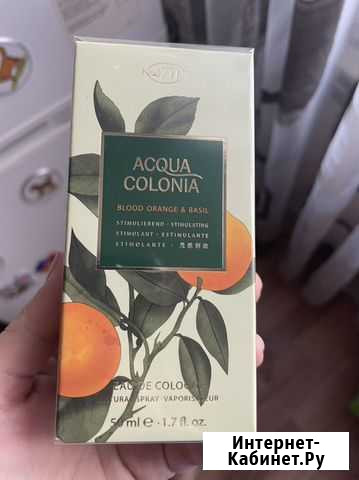 4711
ACQUA
COLONIA
BLOOD ORANGE & BASIL
STIMULIEREND · STIMULATING
STIMULANT · ESTIMULANTE
STIMOLANTE ·
EAU DE COLOG
NATURAL SPRAY · VAPORISATEUR
50 ml e · 1.7 fl. oz.
Интернет-
Кабинет.Ру